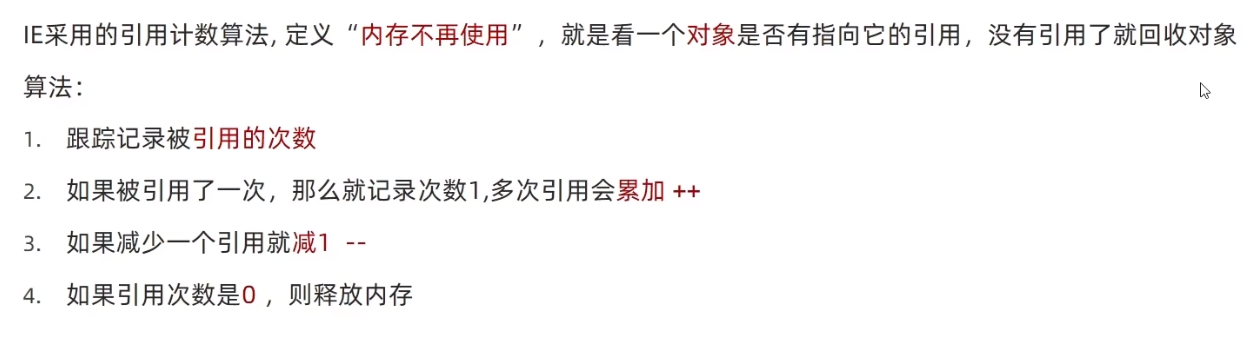 IE采用的引用计数算法, 定义“内存不再使用”，就是看一个对象是否有指向它的引用，没有引用了就回收对象
算法：
1. 跟踪记录被引用的次数
2. 如果被引用了一次，那么就记录次数1,多次引用会累加 ++
3. 如果减少一个引用就减1 --
4. 如果引用次数是0 ，则释放内存